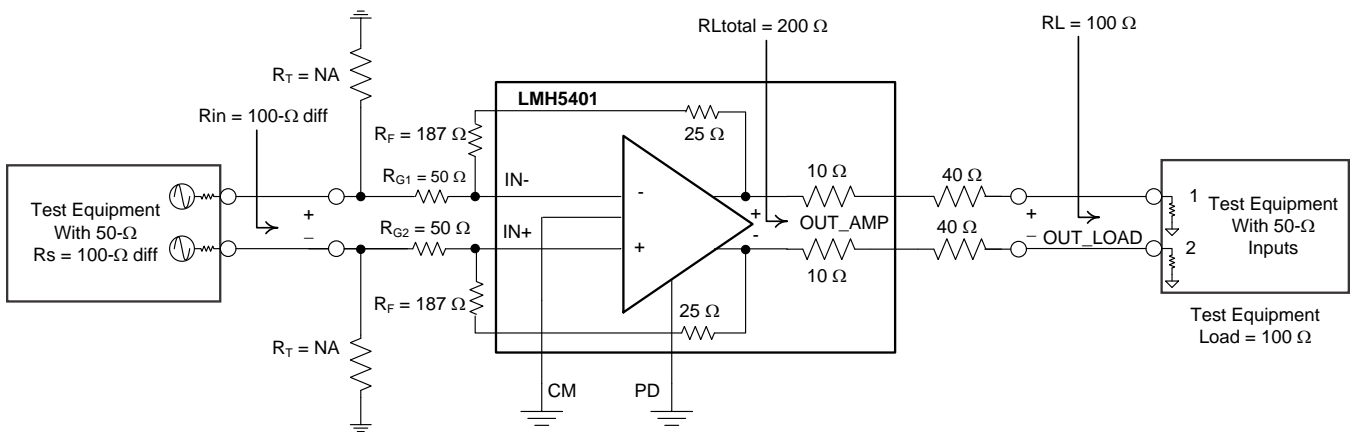 RLtotal = 200 Ω
RL = 100 Ω
R_T = NA
LMH5401
Rin = 100-Ω diff
R_F = 187 Ω
25 Ω
R_G1 = 50 Ω
IN-
-
10 Ω
40 Ω
1
Test Equipment
With 50-Ω
Rs = 100-Ω diff
+
–
R_G2 = 50 Ω
IN+
+
+
-
OUT_AMP
10 Ω
40 Ω
+
–
OUT_LOAD
2
Test Equipment
With 50-Ω
Inputs
R_F = 187 Ω
25 Ω
R_T = NA
CM
PD
Test Equipment
Load = 100 Ω